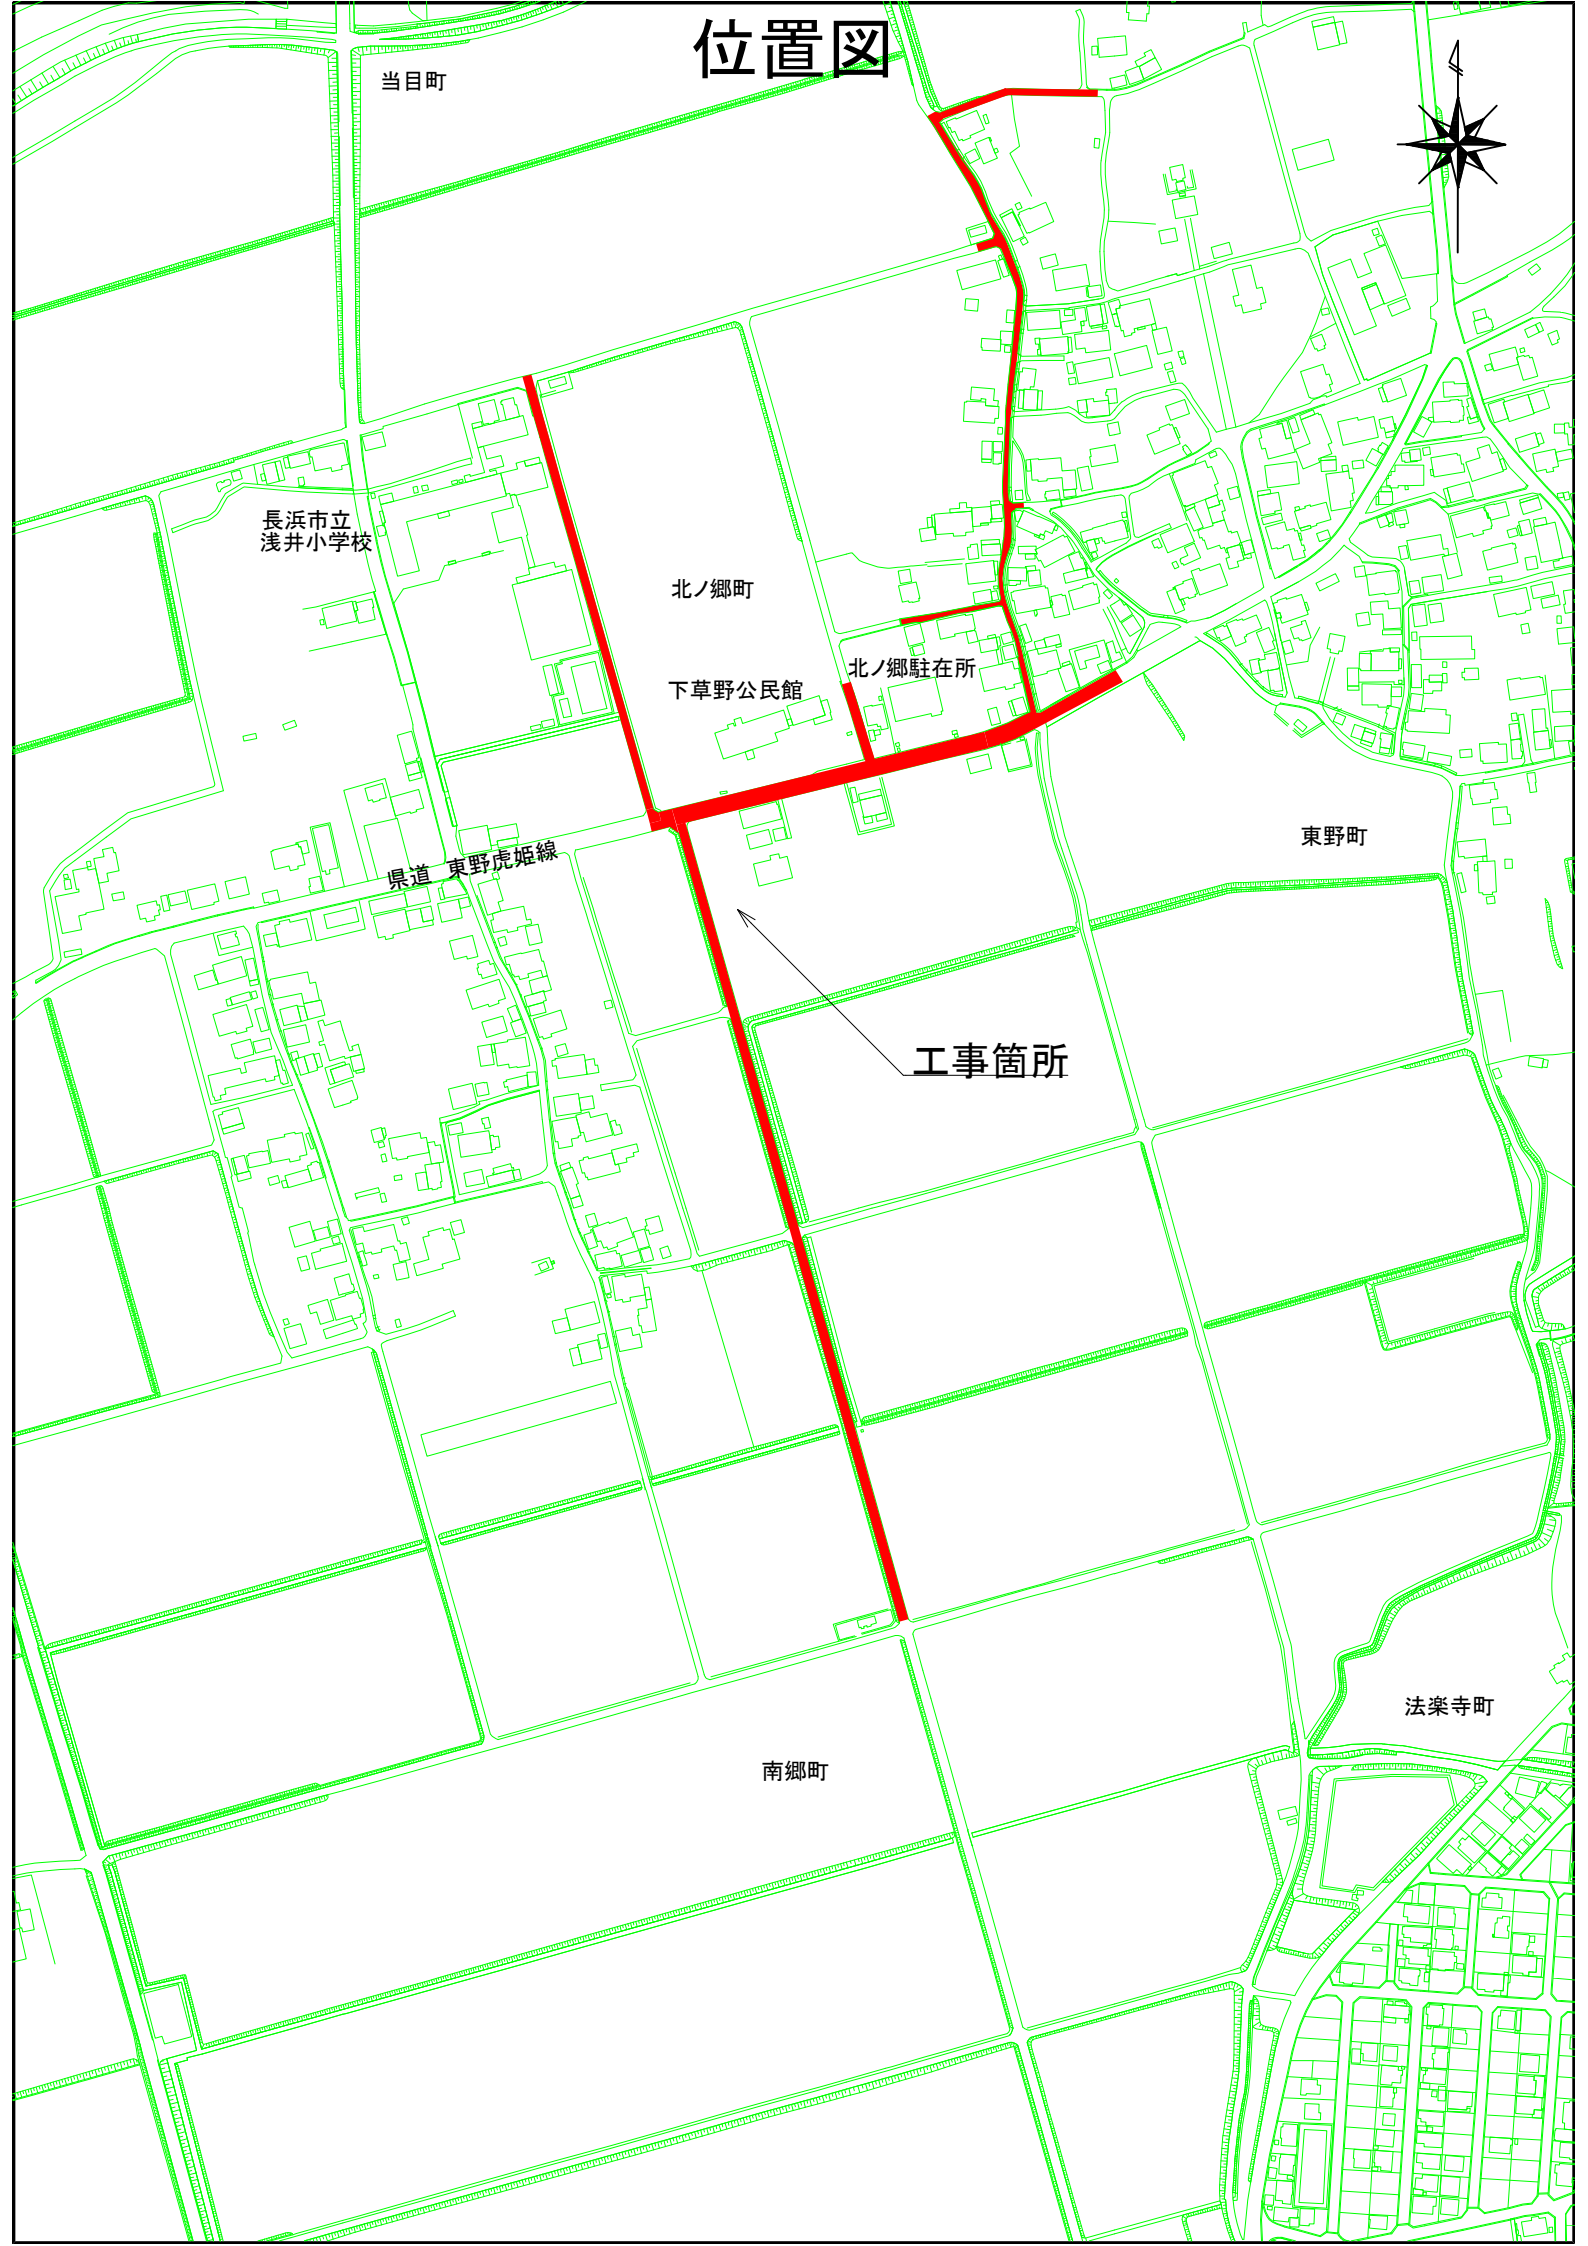 位置図
当目町
長浜市立
浅井小学校
北ノ郷町
北ノ郷駐在所
下草野公民館
東野町
県道　東野虎姫線
工事箇所
法楽寺町
南郷町